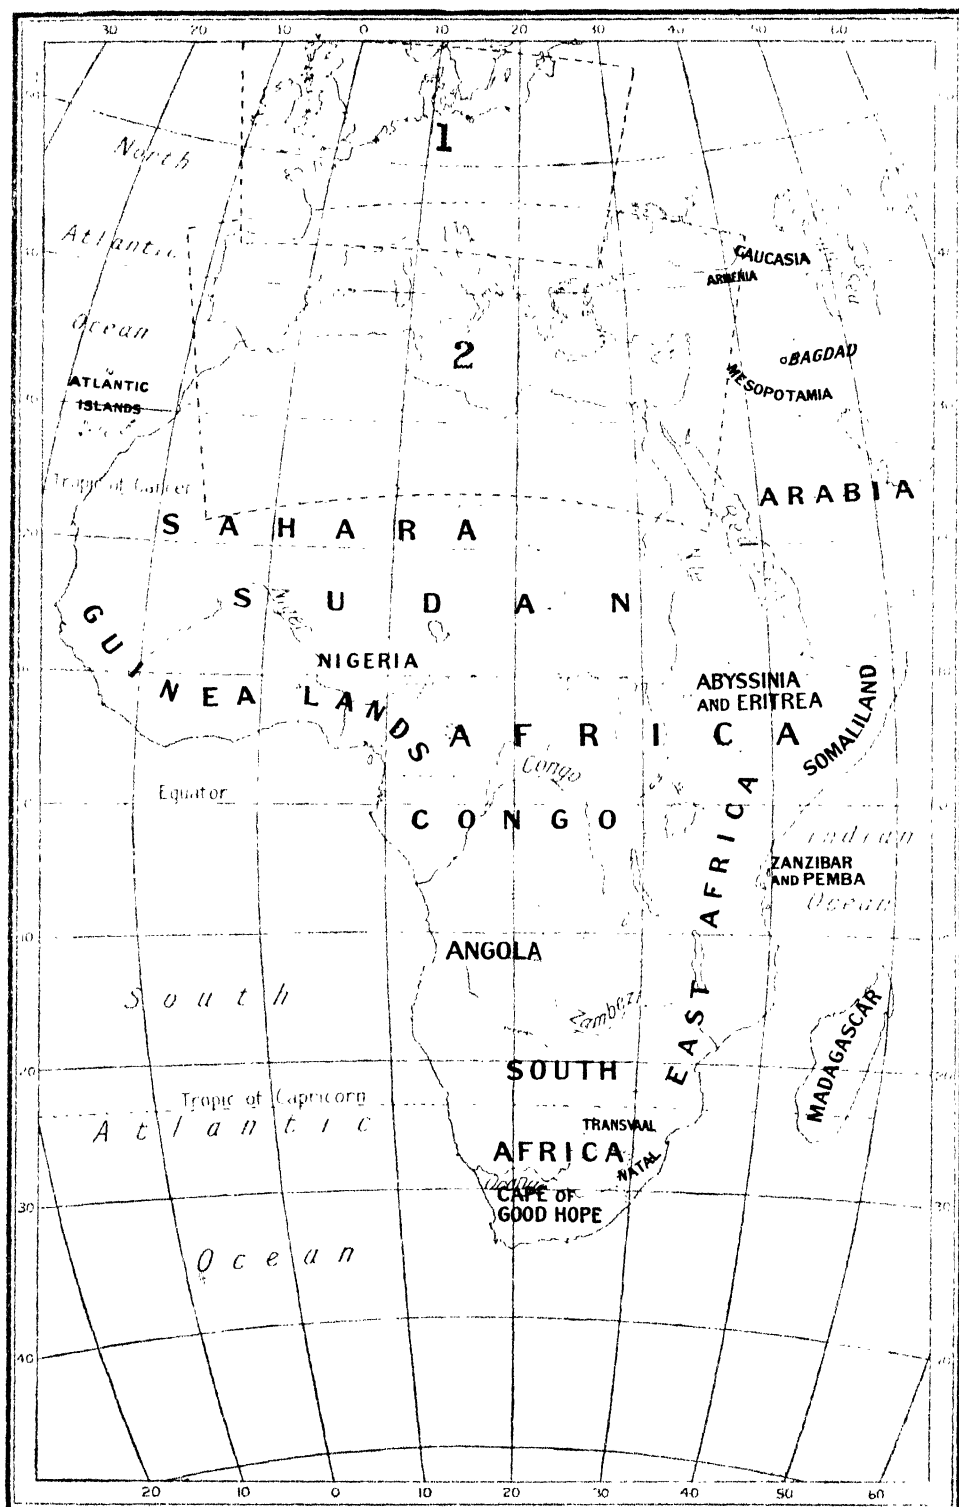 30 20 10 0 10 20 30 40 50 60
1
North
Atlantic
CAUCASIA
ARMENIA
Ocean
2
BAGDAD
ATLANTIC
ISLANDS
MESOPOTAMIA
Tropic of Cancer
ARABIA
SAHARA
SUDAN
Niger
GUINEA LANDS
NIGERIA
ABYSSINIA
AND ERITREA
SOMALILAND
AFRICA
Congo
Equator
CONGO
EAST AFRICA
Indian
ZANZIBAR
AND PEMBA
Ocean
ANGOLA
South
Zambezi
MADAGASCAR
SOUTH
Tropic of Capricorn
Atlantic
TRANSVAAL
AFRICA
NATAL
CAPE OF
GOOD HOPE
30 30
Ocean
40
20 10 0 10 20 30 40 50 60